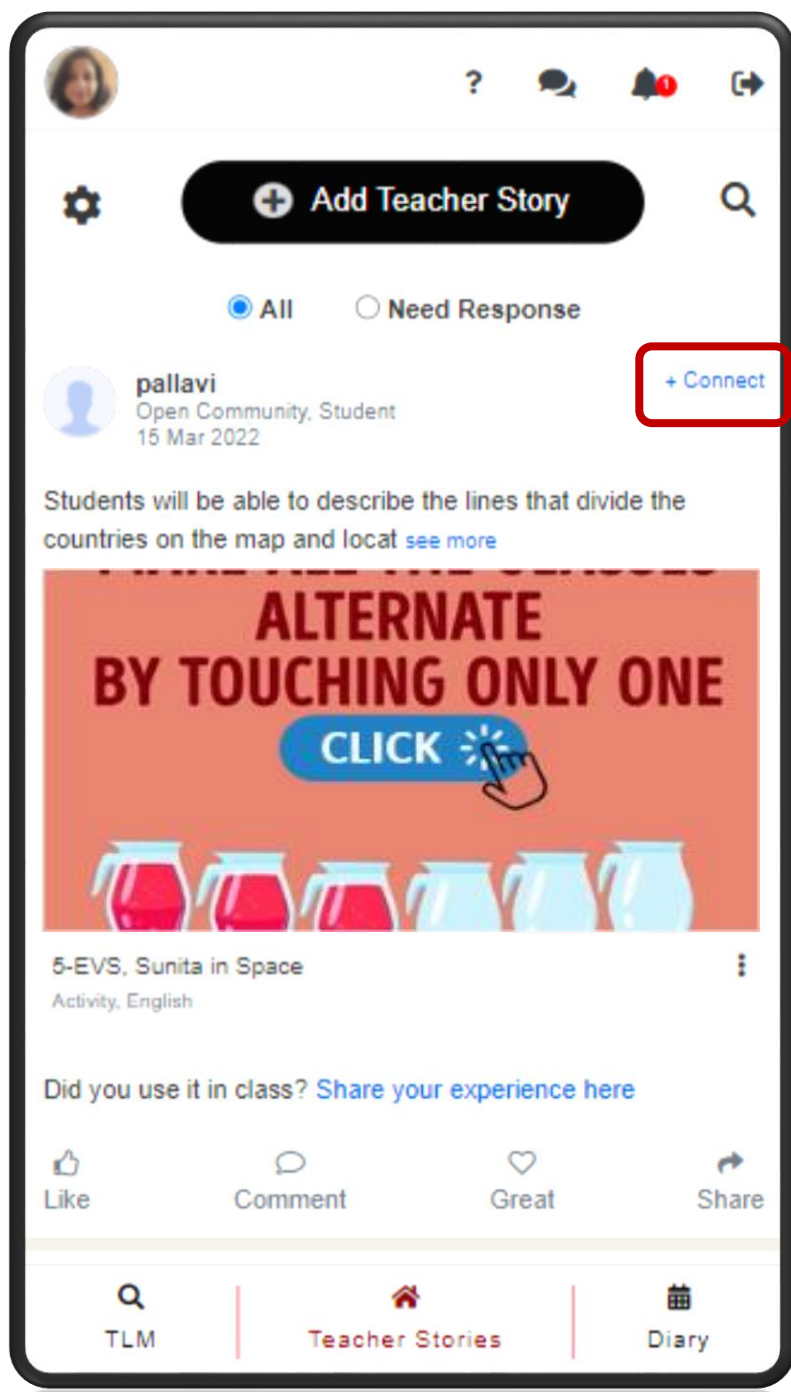 ?
1
Add Teacher Story
All Need Response
pallavi
+ Connect
Open Community, Student
15 Mar 2022
Students will be able to describe the lines that divide the
countries on the map and locat see more
ALTERNATE
BY TOUCHING ONLY ONE
CLICK
5-EVS, Sunita in Space
Activity, English
Did you use it in class? Share your experience here
Like Comment Great Share
TLM Teacher Stories Diary